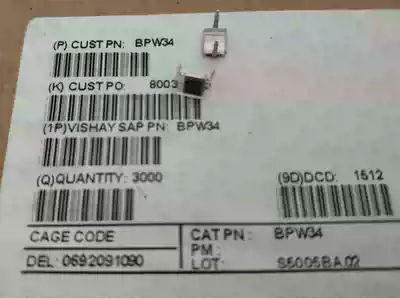 (P) CUST PN: BPW34
(K) CUST PO: 8003
(1P)VISHAY SAP PN: BPW34
(Q)QUANTITY: 3000
(9D)DCD: 1512
CAGE CODE
CAT PN: BPW34
PM:
DEL: 0692091090
LOT: S6006BA02